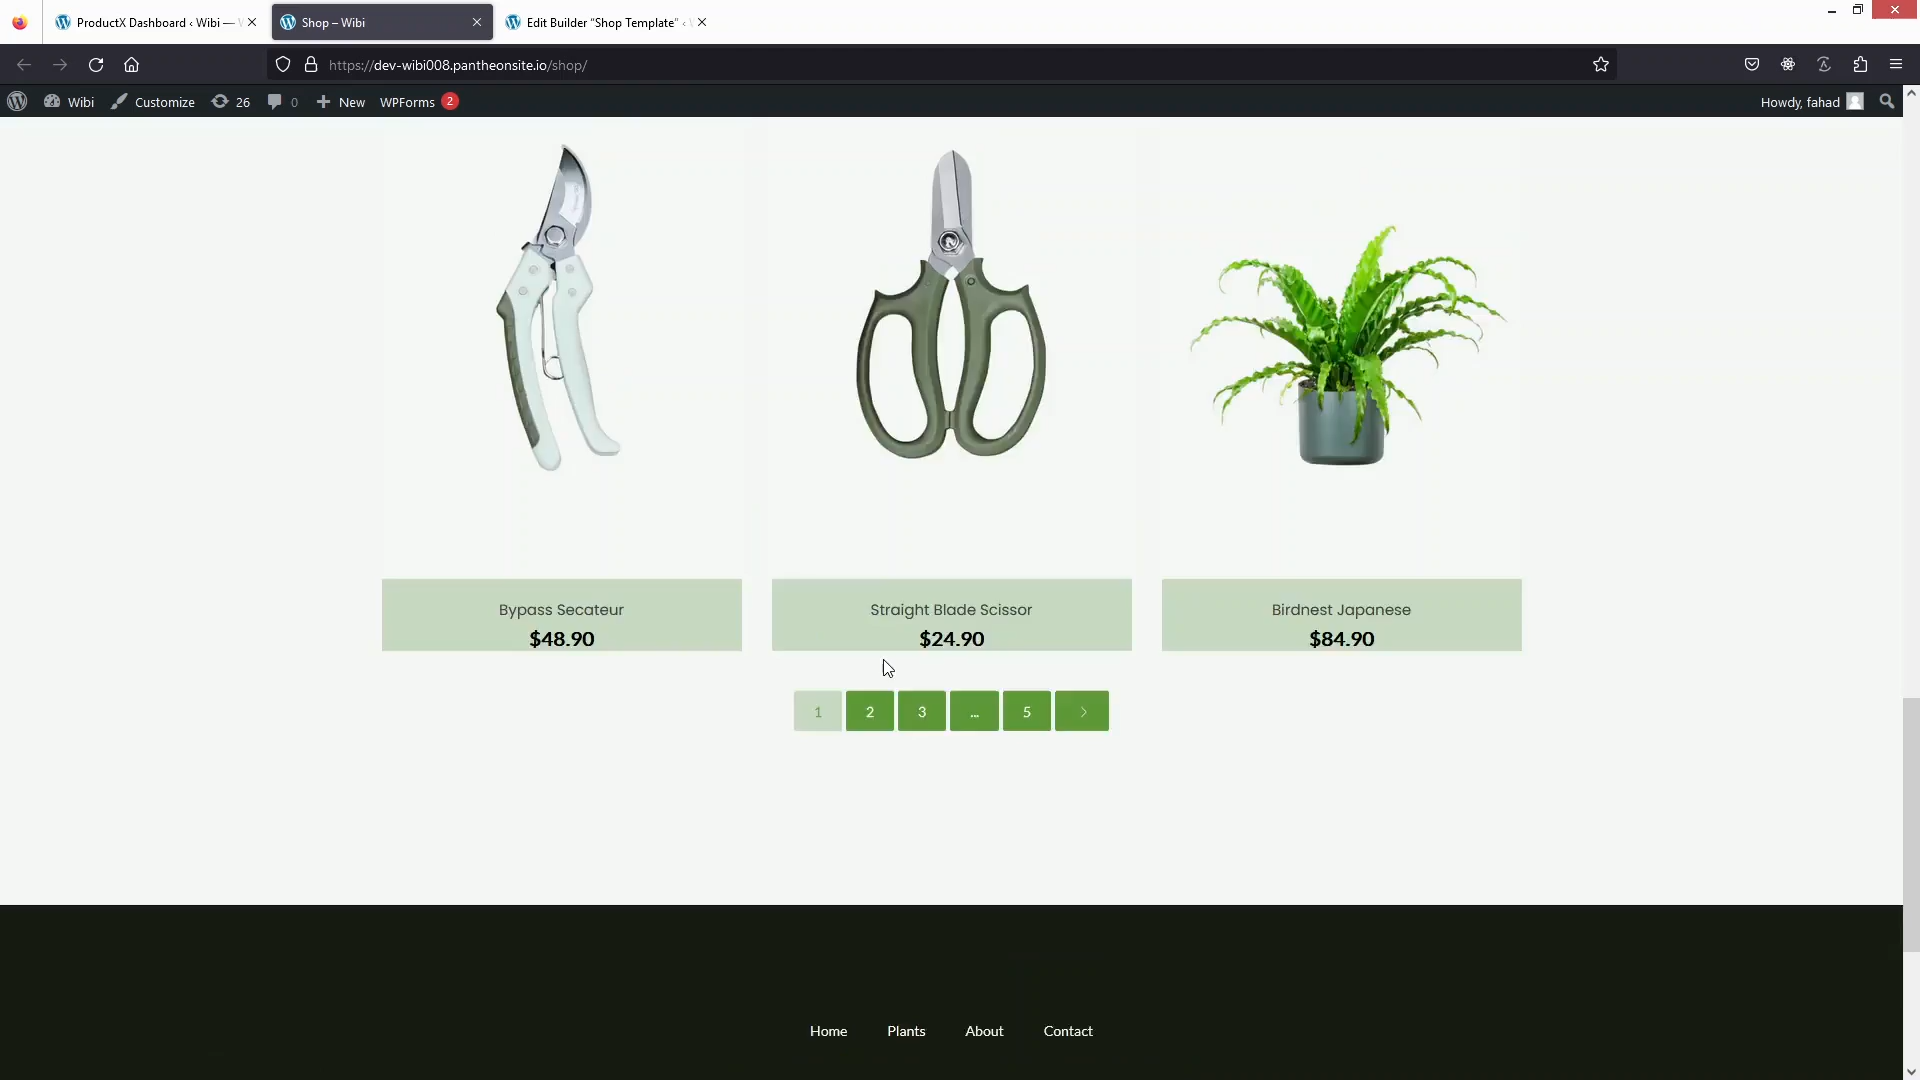 ProductX Dashboard ‹ Wibi —
Shop – Wibi
Edit Builder “Shop Template” ‹
https://dev-wibi008.pantheonsite.io/shop/
Wibi
Customize
26
0
New
WPForms
2
Howdy, fahad
Bypass Secateur
$48.90
Straight Blade Scissor
$24.90
Birdnest Japanese
$84.90
1 2 3 ... 5
Home Plants About Contact